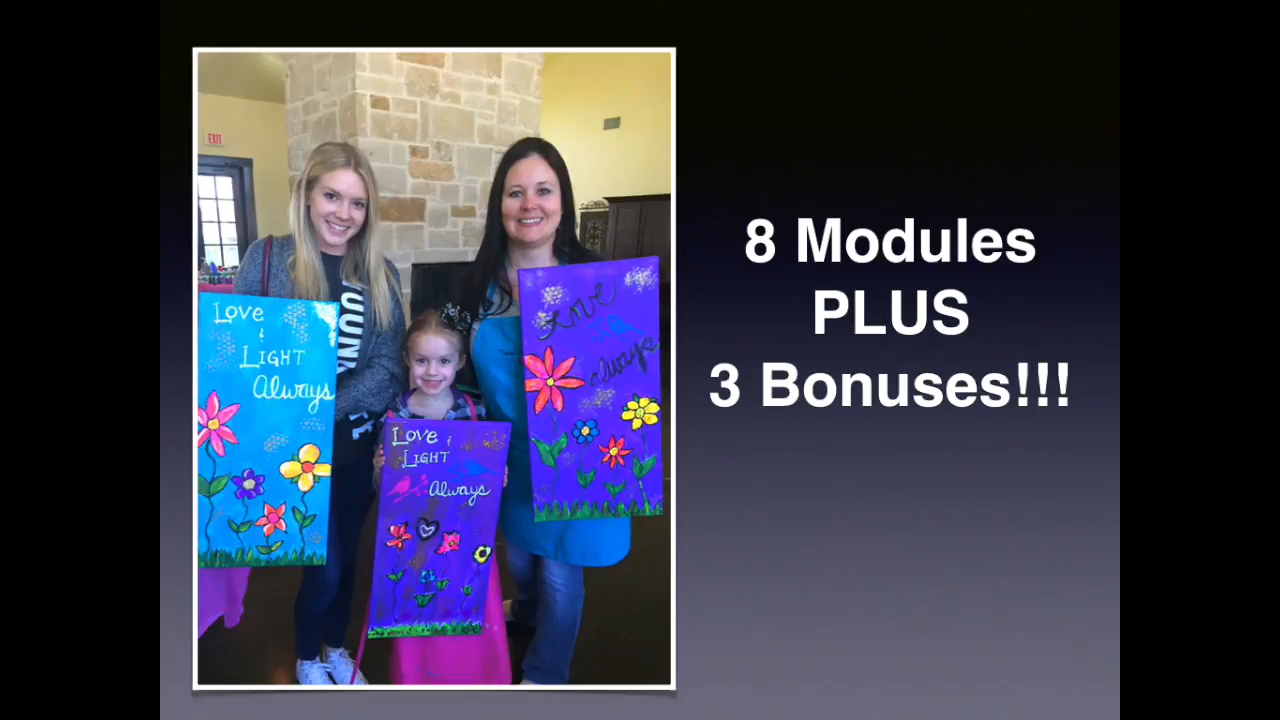 EXIT
Love
&
LIGHT
Always
Love &
LIGHT
Always
Love
always
8 Modules
PLUS
3 Bonuses!!!